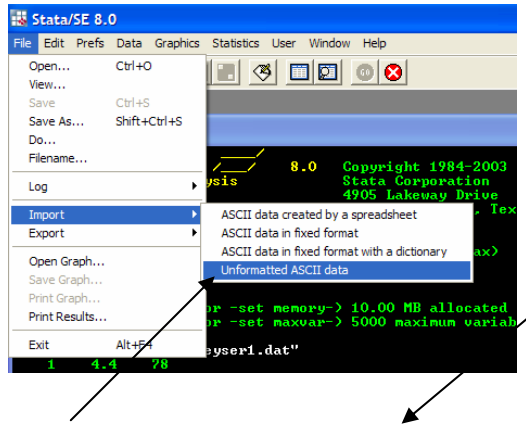 Stata/SE 8.0
File Edit Prefs Data Graphics Statistics User Window Help
Open... Ctrl+O
View...
Save Ctrl+S
Save As... Shift+Ctrl+S
Do...
Filename...
Log
Import
Export
Open Graph...
Save Graph...
Print Graph...
Print Results...
Exit Alt+F4
ASCII data created by a spreadsheet
ASCII data in fixed format
ASCII data in fixed format with a dictionary
Unformatted ASCII data
8.0 Copyright 1984-2003
ysis Stata Corporation
4905 Lakeway Drive
, Tex
ax)
or -set memory-> 10.00 MB allocated
or -set maxvar-> 5000 maximum variab
eyser1.dat"
1 4.4 78